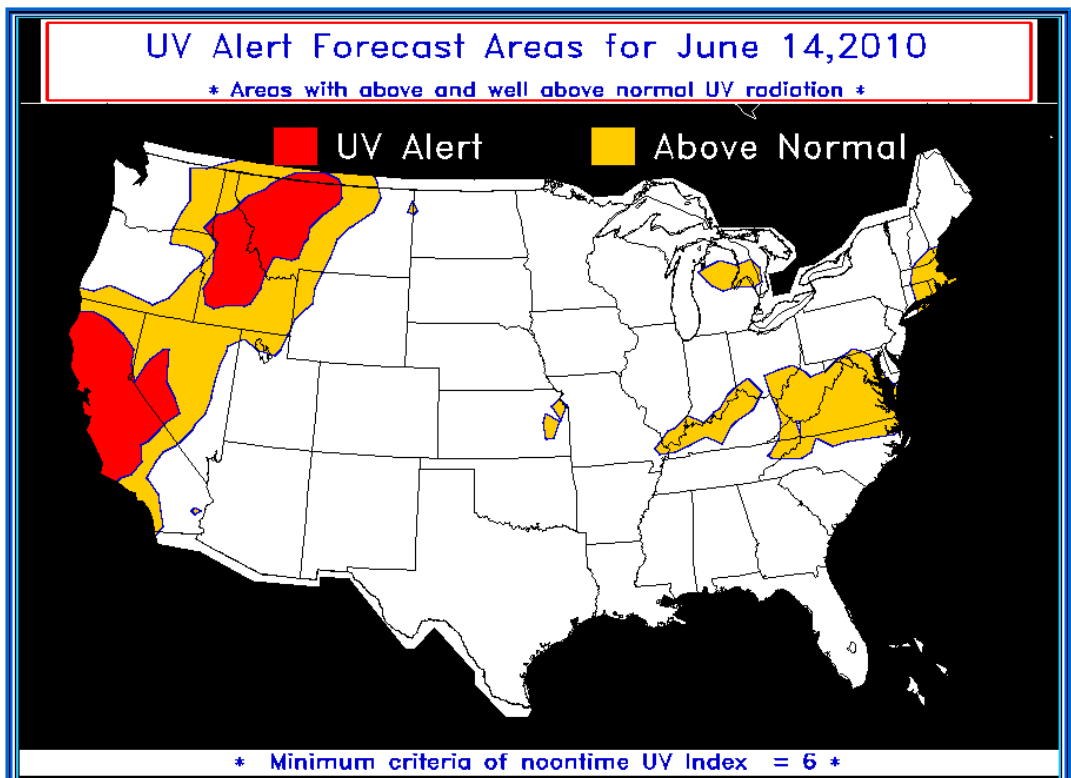 UV Alert Forecast Areas for June 14,2010
* Areas with above and well above normal UV radiation *
UV Alert
Above Normal
* Minimum criteria of noontime UV Index = 6 *